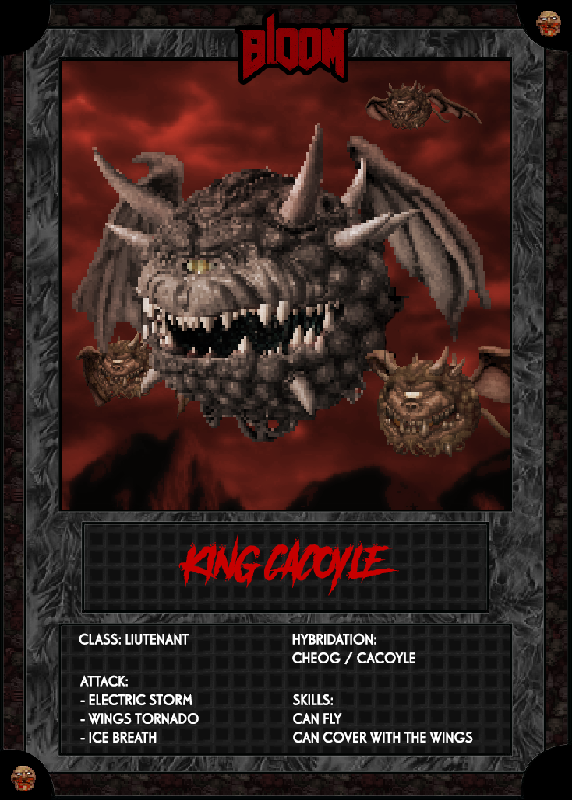 BLOOM
KING CACOYLE
CLASS: LIUTENANT
ATTACK:
- ELECTRIC STORM
- WINGS TORNADO
- ICE BREATH
HYBRIDATION:
CHEOG / CACOYLE
SKILLS:
CAN FLY
CAN COVER WITH THE WINGS